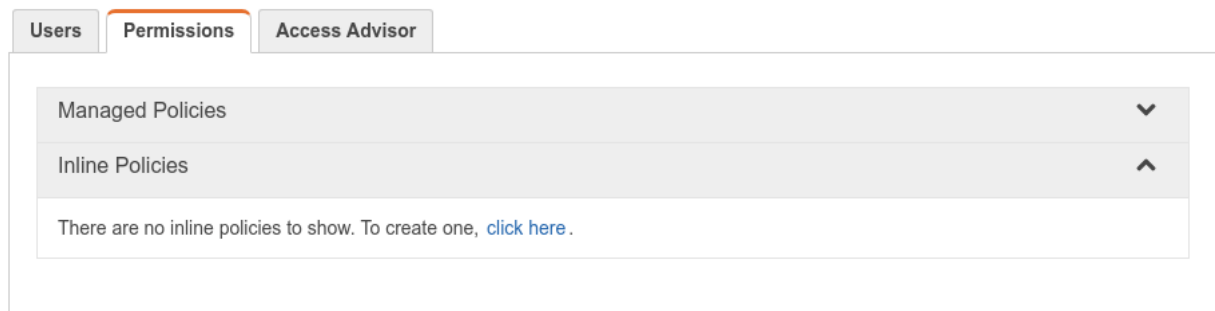 Users Permissions Access Advisor
Managed Policies
Inline Policies
There are no inline policies to show. To create one, click here.